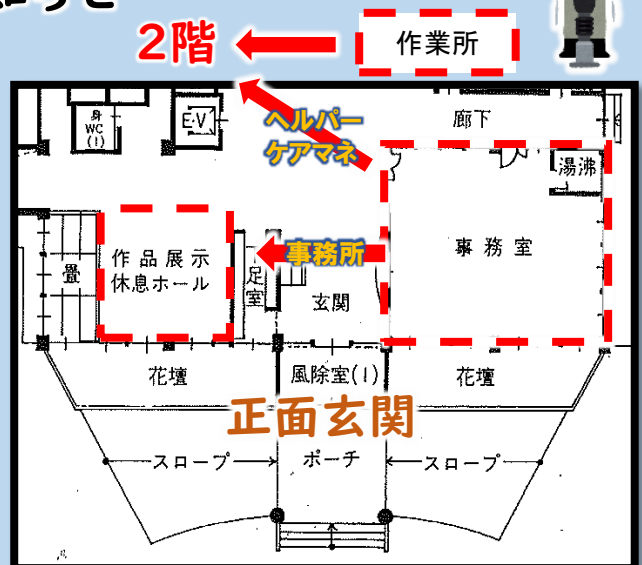 2階
作業所
身
WC
(1)
E·V
ヘルパー
ケアマネ
廊下
湯沸
畳
作品展示
休息ホール
事務所
足室
玄関
事務室
花壇
風除室(1)
花壇
正面玄関
スロープ
ポーチ
スロープ